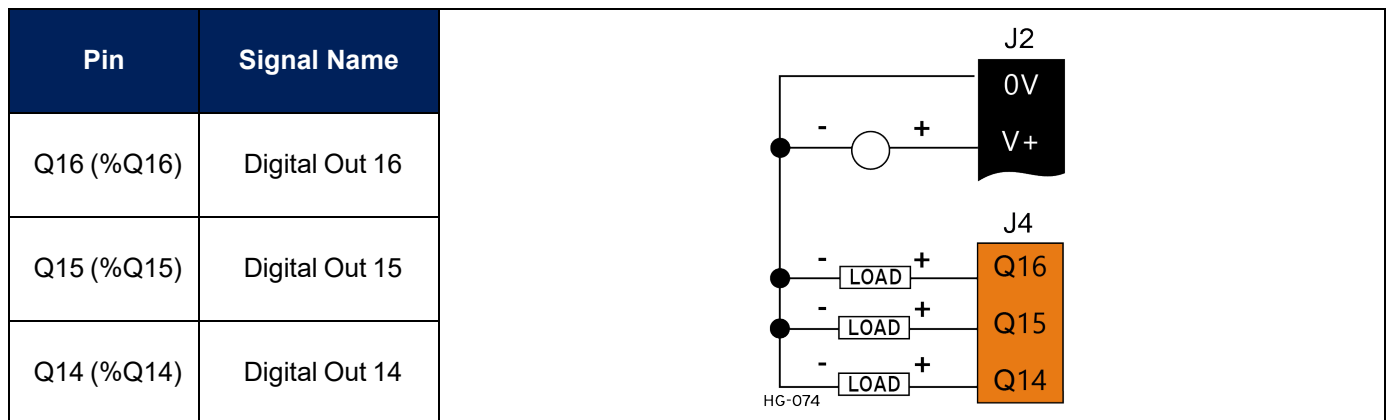 Pin Signal Name
Q16 (%Q16) Digital Out 16
Q15 (%Q15) Digital Out 15
Q14 (%Q14) Digital Out 14
J2
0V
- + V+
J4
- LOAD + Q16
- LOAD + Q15
- LOAD + Q14
HG-074